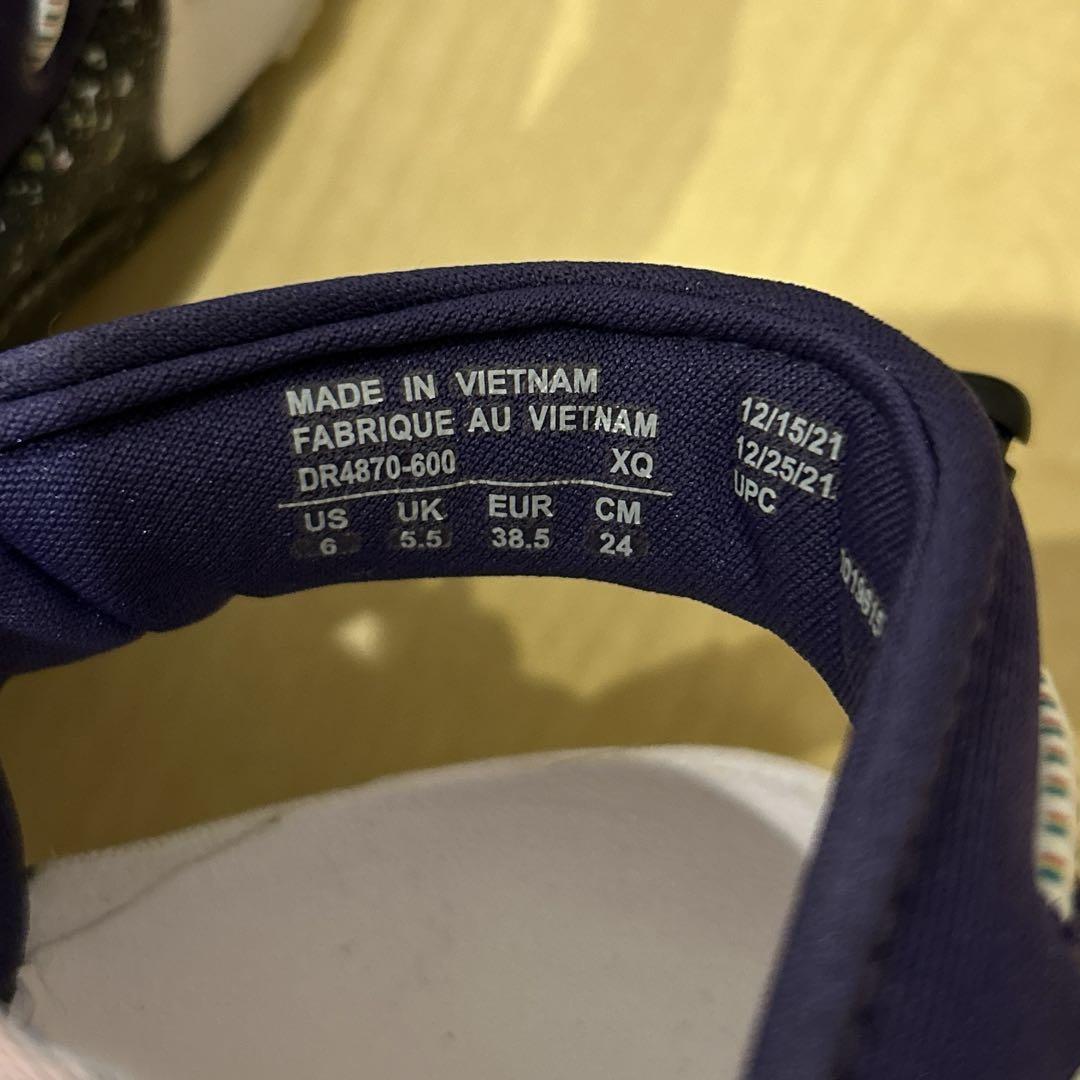 MADE IN VIETNAM
FABRIQUE AU VIETNAM
DR4870-600 XQ
US UK EUR CM
6 5.5 38.5 24
12/15/21
12/25/21
UPC